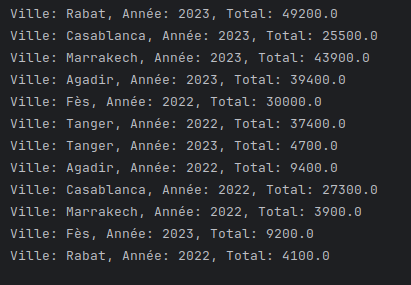 Ville: Rabat, Année: 2023, Total: 49200.0
Ville: Casablanca, Année: 2023, Total: 25500.0
Ville: Marrakech, Année: 2023, Total: 43900.0
Ville: Agadir, Année: 2023, Total: 39400.0
Ville: Fès, Année: 2022, Total: 30000.0
Ville: Tanger, Année: 2022, Total: 37400.0
Ville: Tanger, Année: 2023, Total: 4700.0
Ville: Agadir, Année: 2022, Total: 9400.0
Ville: Casablanca, Année: 2022, Total: 27300.0
Ville: Marrakech, Année: 2022, Total: 3900.0
Ville: Fès, Année: 2023, Total: 9200.0
Ville: Rabat, Année: 2022, Total: 4100.0